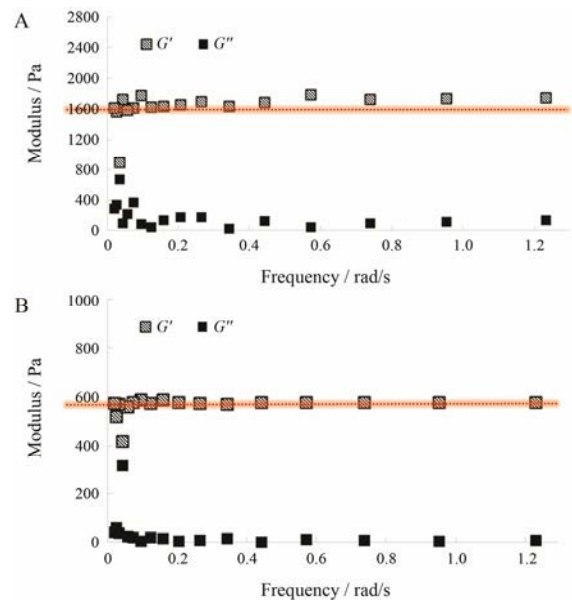 A
G′ G″
2800
2400
2000
1600
1200
800
400
0
Modulus / Pa
0 0.2 0.4 0.6 0.8 1.0 1.2
Frequency / rad/s
B
G′ G″
1000
800
600
400
200
0
Modulus / Pa
0 0.2 0.4 0.6 0.8 1.0 1.2
Frequency / rad/s